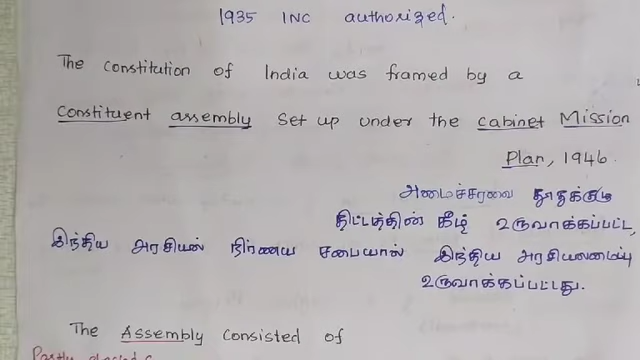 1935 INC authorized.
The constitution of India was framed by a
Constituent assembly set up under the cabinet Mission
Plan, 1946.
அமைச்சரவை தூதுக்குழு
திட்டத்தின் கீழ் உருவாக்கப்பட்ட,
இந்திய அரசியல் நிர்ணய சபையால் இந்திய அரசியலமைப்பு
உருவாக்கப்பட்டது.
The Assembly consisted of
Partly elected